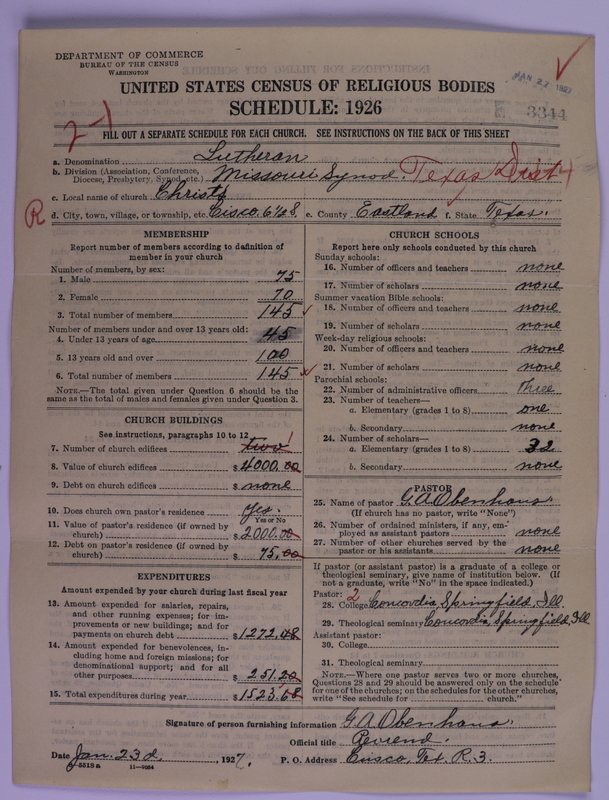 DEPARTMENT OF COMMERCE
BUREAU OF THE CENSUS
WASHINGTON
JAN 27 1927
UNITED STATES CENSUS OF RELIGIOUS BODIES
SCHEDULE: 1926
3344
2-1
FILL OUT A SEPARATE SCHEDULE FOR EACH CHURCH. SEE INSTRUCTIONS ON THE BACK OF THIS SHEET
a. Denomination Lutheran
b. Division (Association, Conference, Diocese, Presbytery, Synod, etc.) Missouri Synod. Texas Dist
c. Local name of church Christ
R
d. City, town, village, or township, etc. Cisco, e. County Eastland f. State Texas.
MEMBERSHIP
Report number of members according to definition of
member in your church
Number of members, by sex:
1. Male 75
2. Female 70
3. Total number of members 145
Number of members under and over 13 years old:
4. Under 13 years of age 45
5. 13 years old and over 100
6. Total number of members 145
NOTE.—The total given under Question 6 should be the
same as the total of males and females given under Question 3.
CHURCH BUILDINGS
See instructions, paragraphs 10 to 12
7. Number of church edifices two 1
8. Value of church edifices $4000.00
9. Debt on church edifices $none
10. Does church own pastor's residence yes.
Yes or No
11. Value of pastor's residence (if owned by
church) $2000.00
12. Debt on pastor's residence (if owned by
church) $75.00
EXPENDITURES
Amount expended by your church during last fiscal year
13. Amount expended for salaries, repairs,
and other running expenses; for im-
provements or new buildings; and for
payments on church debt $1272.48
14. Amount expended for benevolences, in-
cluding home and foreign missions; for
denominational support; and for all
other purposes $251.20
15. Total expenditures during year $1523.68
CHURCH SCHOOLS
Report here only schools conducted by this church
Sunday schools:
16. Number of officers and teachers none
17. Number of scholars none
Summer vacation Bible schools:
18. Number of officers and teachers none
19. Number of scholars none
Week-day religious schools:
20. Number of officers and teachers none
21. Number of scholars none
Parochial schools:
22. Number of administrative officers three
23. Number of teachers—
a. Elementary (grades 1 to 8) one
b. Secondary none
24. Number of scholars—
a. Elementary (grades 1 to 8) 32
b. Secondary none
PASTOR
25. Name of pastor G. A. Obenhaus.
(If church has no pastor, write "None")
26. Number of ordained ministers, if any, em-
ployed as assistant pastors none
27. Number of other churches served by the
pastor or his assistants none
If pastor (or assistant pastor) is a graduate of a college or
theological seminary, give name of institution below. (If
not a graduate, write "No" in the space indicated.)
Pastor: 2
28. College Concordia, Springfield, Ill.
29. Theological seminary Concordia, Springfield, Ill
Assistant pastor:
30. College
31. Theological seminary
NOTE.—Where one pastor serves two or more churches,
Questions 28 and 29 should be answered only on the schedule
for one of the churches; on the schedules for the other churches,
write "See schedule for church."
Signature of person furnishing information G. A. Obenhaus.
Official title Reverend.
Date Jan. 23d., 1927. P. O. Address Cisco, Tex. R. 3.
8-5519a 11-9054